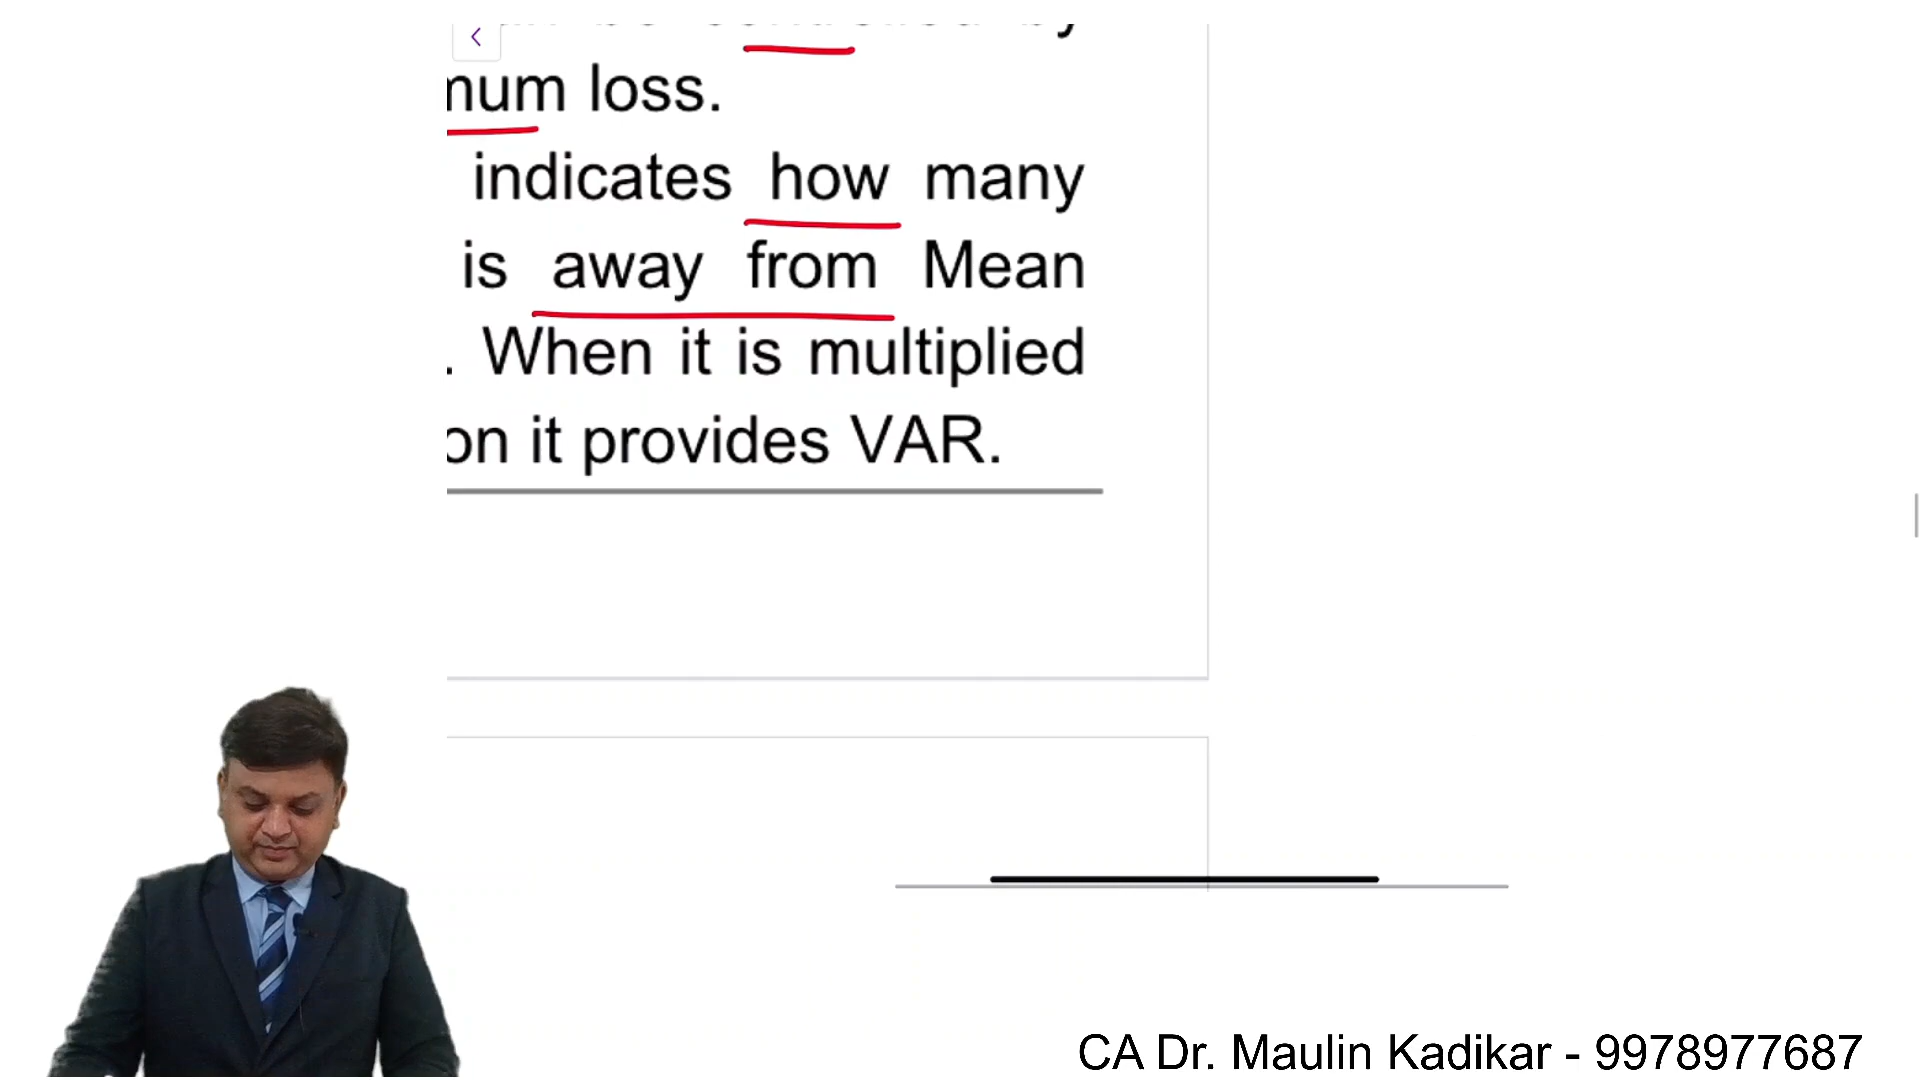 mum loss.
indicates how many
is away from Mean
. When it is multiplied
on it provides VAR.
CA Dr. Maulin Kadikar - 9978977687